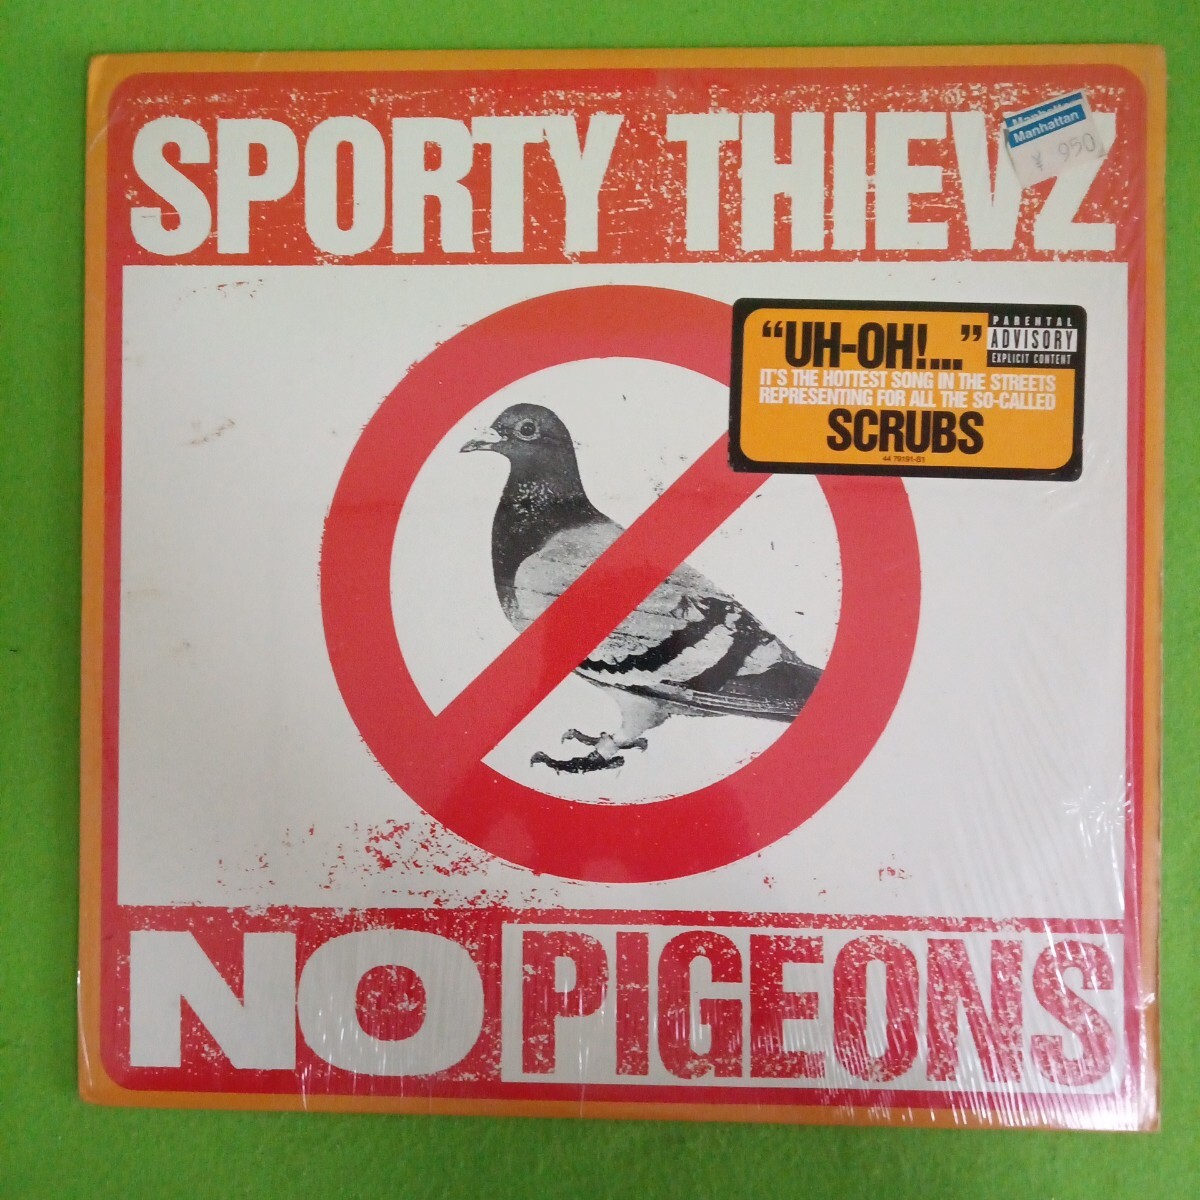 SPORTY THIEVZ
Manhattan
Manhattan
¥ 950
"UH-OH!..."
PARENTAL
ADVISORY
EXPLICIT CONTENT
IT'S THE HOTTEST SONG IN THE STREETS
REPRESENTING FOR ALL THE SO-CALLED
SCRUBS
44 79191-S1
NO PIGEONS